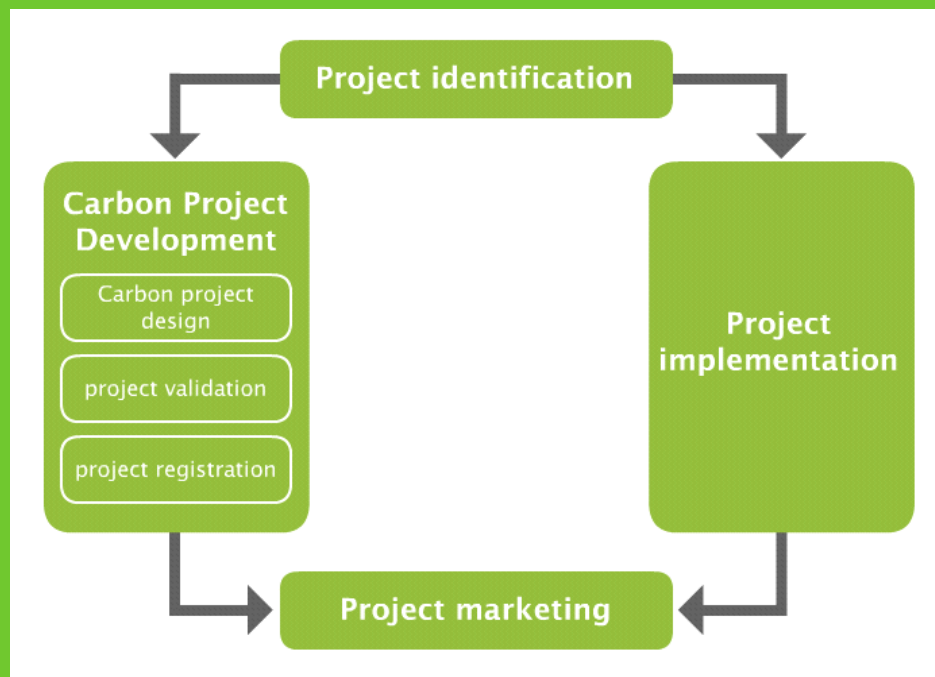 Project identification
Carbon Project
Development
Carbon project
design
project validation
project registration
Project
implementation
Project marketing